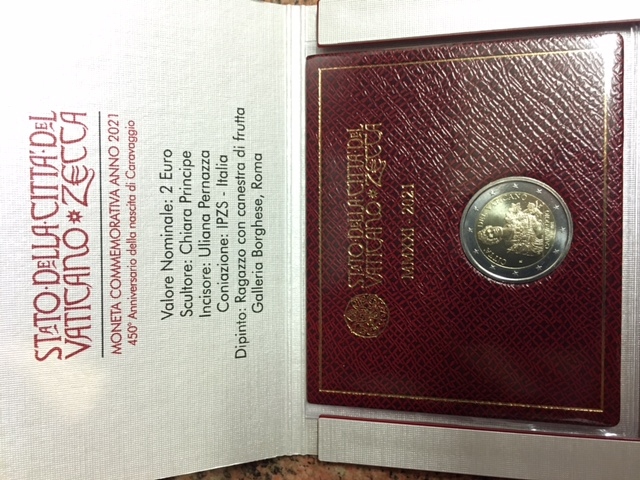 STATO·DELLA·CITTA'·DEL
VATICANO * ZECCA
MONETA COMMEMORATIVA ANNO 2021
450° Anniversario della nascita di Caravaggio
Valore Nominale: 2 Euro
Scultore: Chiara Principe
Incisore: Uliana Pernazza
Coniazione: IPZS - Italia
Dipinto: Ragazzo con canestra di frutta
Galleria Borghese, Roma
STATO·DELLA·CITTA'·DEL
VATICANO * ZECCA
MMXXI 2021